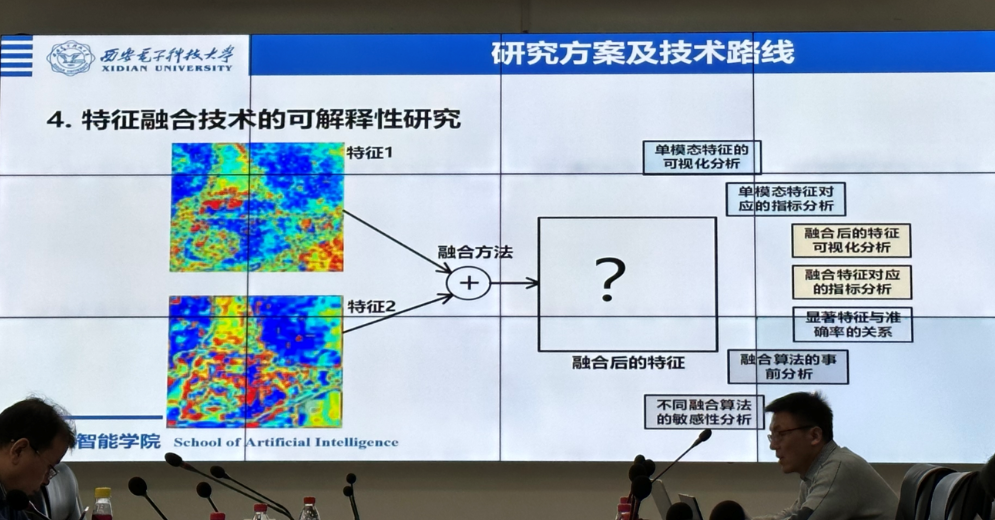 西安电子科技大学
XIDIAN UNIVERSITY
研究方案及技术路线
4. 特征融合技术的可解释性研究
特征1
特征2
融合方法
+
?
融合后的特征
单模态特征的
可视化分析
单模态特征对
应的指标分析
融合后的特征
可视化分析
融合特征对应
的指标分析
显著特征与准
确率的关系
融合算法的事
前分析
不同融合算法
的敏感性分析
智能学院 School of Artificial Intelligence